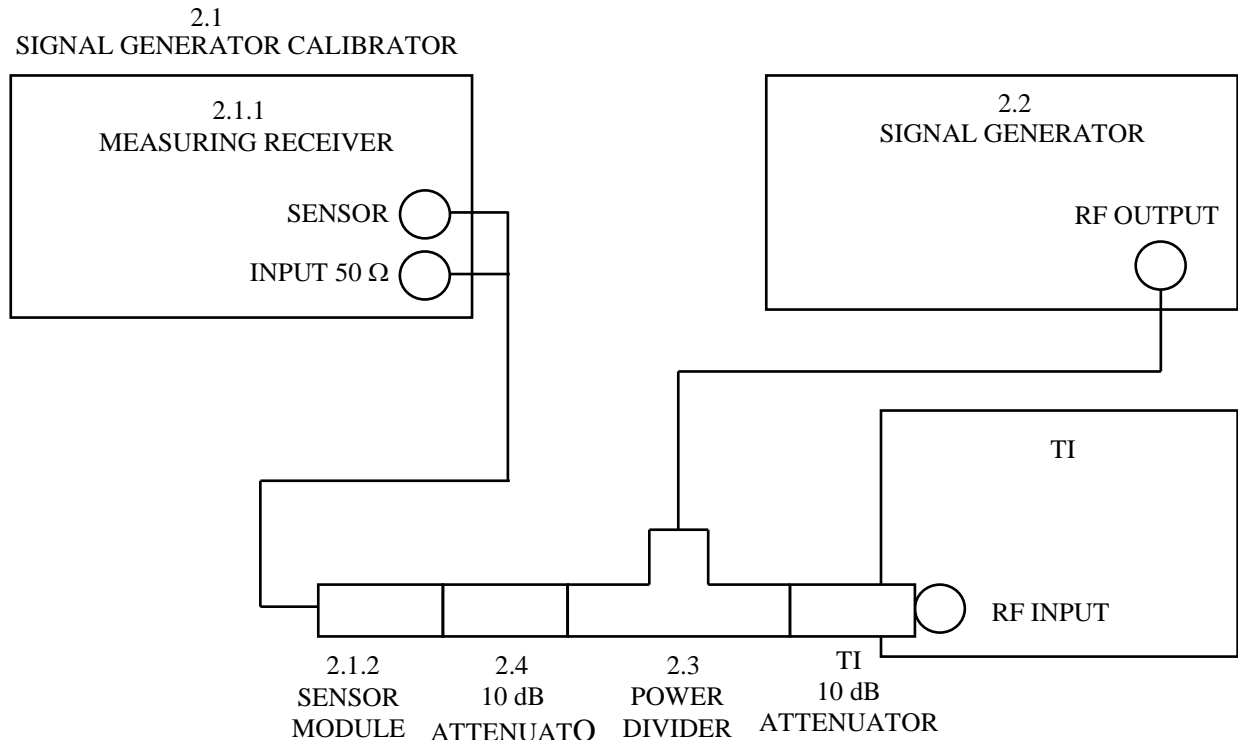 2.1
SIGNAL GENERATOR CALIBRATOR
2.1.1
MEASURING RECEIVER
SENSOR
INPUT 50 Ω
2.2
SIGNAL GENERATOR
RF OUTPUT
TI
RF INPUT
2.1.2
SENSOR
MODULE
2.4
10 dB
ATTENUATO
2.3
POWER
DIVIDER
TI
10 dB
ATTENUATOR